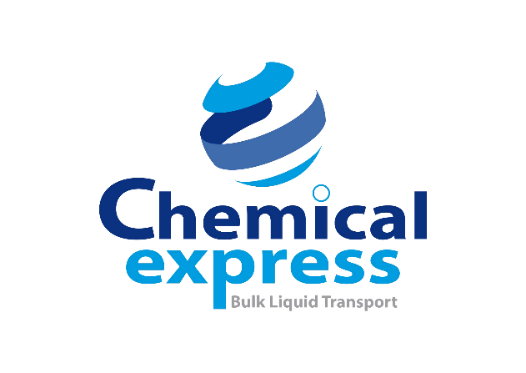 Chemical
express
Bulk Liquid Transport